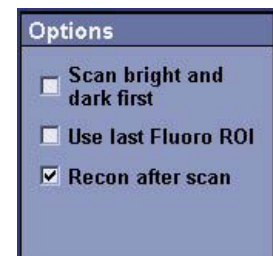 Options
Scan bright and
dark first
Use last Fluoro ROI
Recon after scan